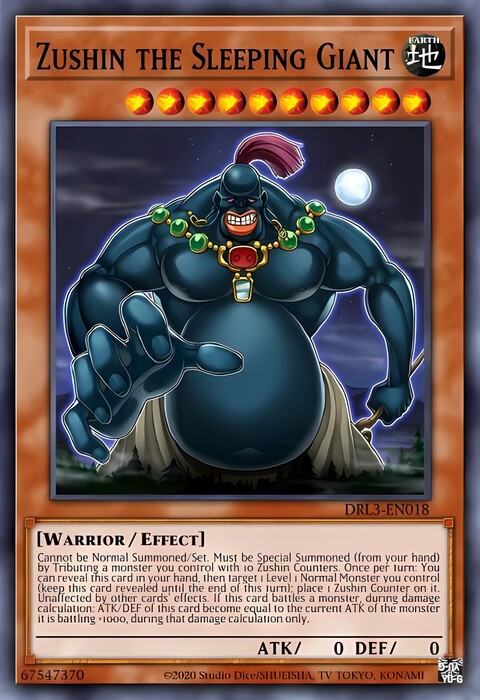 Zushin the Sleeping Giant
EARTH
地
DRL3-EN018
[Warrior / Effect]
Cannot be Normal Summoned/Set. Must be Special Summoned (from your hand)
by Tributing a monster you control with 10 Zushin Counters. Once per turn: You
can reveal this card in your hand, then target 1 Level 1 Normal Monster you control
(keep this card revealed until the end of this turn); place 1 Zushin Counter on it.
Unaffected by other cards' effects. If this card battles a monster, during damage
calculation: ATK/DEF of this card become equal to the current ATK of the monster
it is battling +1000, during that damage calculation only.
ATK/ 0 DEF/ 0
67547370
©2020 Studio Dice/SHUEISHA, TV TOKYO, KONAMI